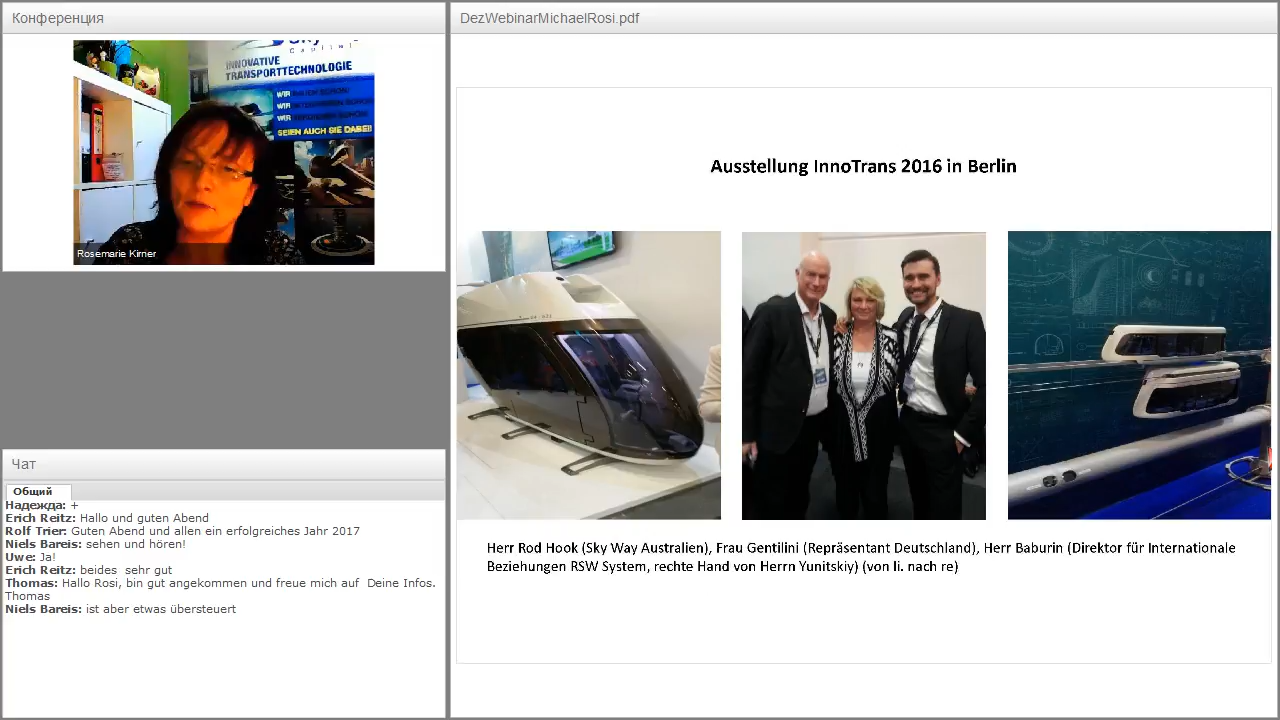 Конференция
Capital
INNOVATIVE
TRANSPORTTECHNOLOGIE
WIR
WIR
WIR
SEIEN AUCH SIE DABEI!
Rosemarie Kirner
Чат
Общий
Надежда: +
Erich Reitz: Hallo und guten Abend
Rolf Trier: Guten Abend und allen ein erfolgreiches Jahr 2017
Niels Bareis: sehen und hören!
Uwe: Ja!
Erich Reitz: beides  sehr gut
Thomas: Hallo Rosi, bin gut angekommen und freue mich auf  Deine Infos.
Thomas
Niels Bareis: ist aber etwas übersteuert
DezWebinarMichaelRosi.pdf
Ausstellung InnoTrans 2016 in Berlin
Herr Rod Hook (Sky Way Australien), Frau Gentilini (Repräsentant Deutschland), Herr Baburin (Direktor für Internationale
Beziehungen RSW System, rechte Hand von Herrn Yunitskiy) (von li. nach re)